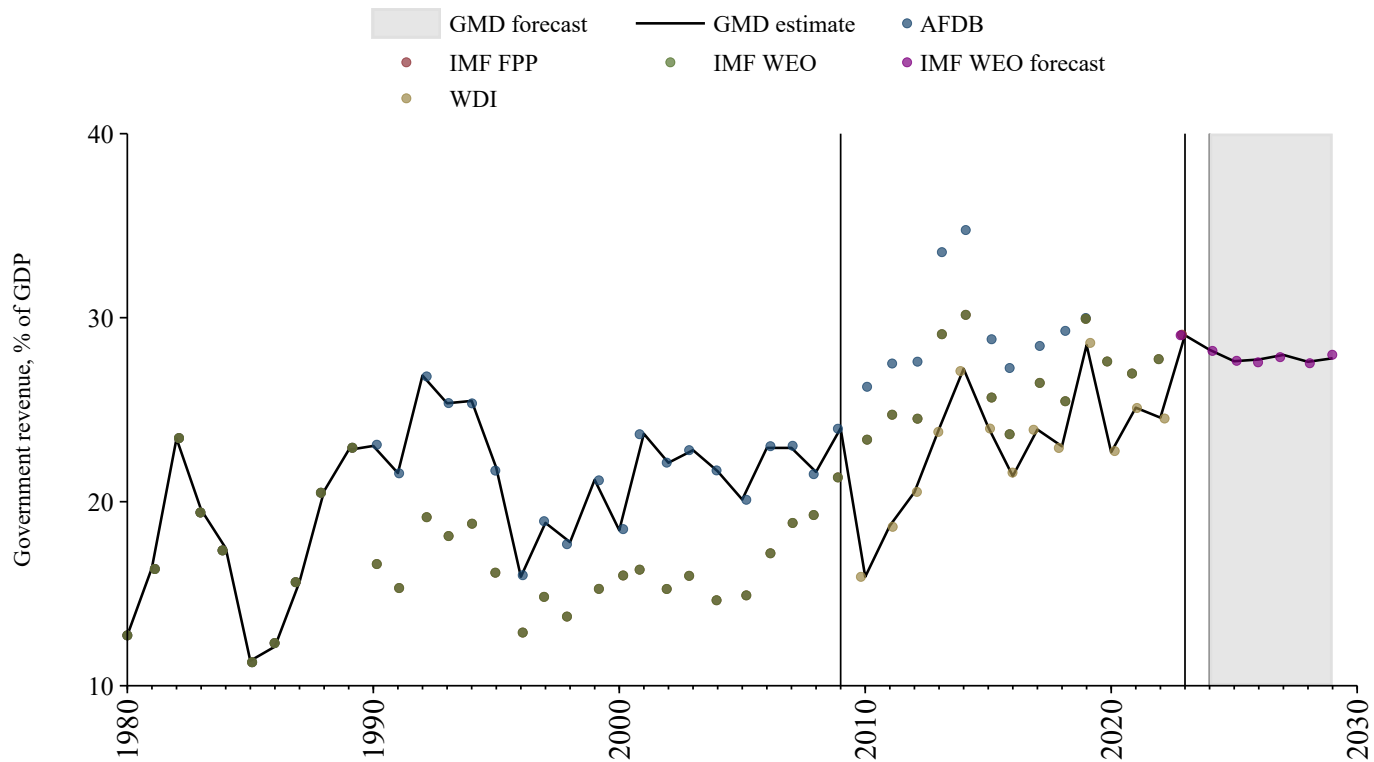 GMD forecast
GMD estimate
AFDB
IMF FPP
IMF WEO
IMF WEO forecast
WDI
Government revenue, % of GDP
40
30
20
10
1980
1990
2000
2010
2020
2030